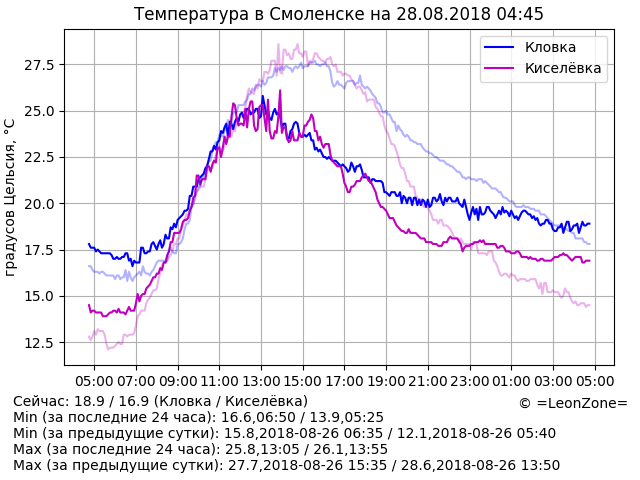 Температура в Смоленске на 28.08.2018 04:45
Кловка
Киселёвка
градусов Цельсия, °C
27.5
25.0
22.5
20.0
17.5
15.0
12.5
05:00 07:00 09:00 11:00 13:00 15:00 17:00 19:00 21:00 23:00 01:00 03:00 05:00
Сейчас: 18.9 / 16.9 (Кловка / Киселёвка)
© =LeonZone=
Min (за последние 24 часа): 16.6,06:50 / 13.9,05:25
Min (за предыдущие сутки): 15.8,2018-08-26 06:35 / 12.1,2018-08-26 05:40
Max (за последние 24 часа): 25.8,13:05 / 26.1,13:55
Max (за предыдущие сутки): 27.7,2018-08-26 15:35 / 28.6,2018-08-26 13:50